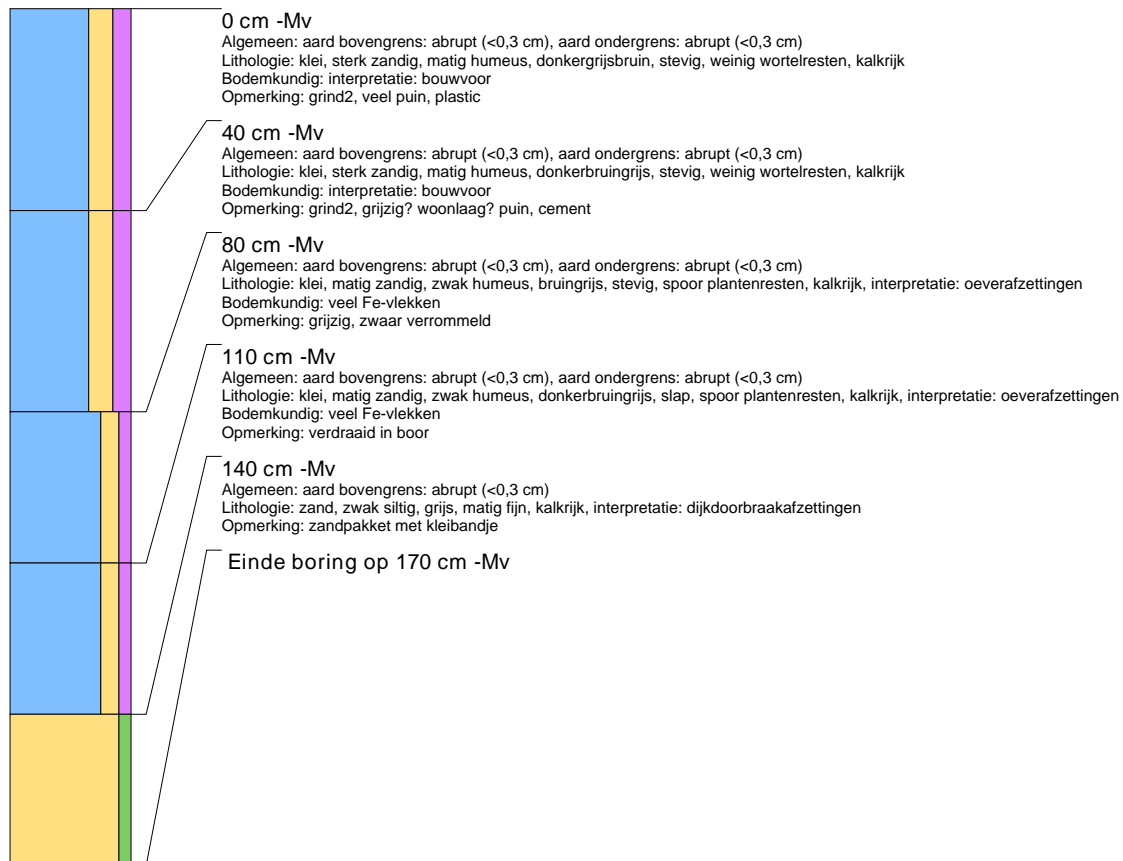 0 cm -Mv
Algemeen: aard bovengrens: abrupt (<0,3 cm), aard ondergrens: abrupt (<0,3 cm)
Lithologie: klei, sterk zandig, matig humeus, donkergrijsbruin, stevig, weinig wortelresten, kalkrijk
Bodemkundig: interpretatie: bouwvoor
Opmerking: grind2, veel puin, plastic
40 cm -Mv
Algemeen: aard bovengrens: abrupt (<0,3 cm), aard ondergrens: abrupt (<0,3 cm)
Lithologie: klei, sterk zandig, matig humeus, donkerbruingrijs, stevig, weinig wortelresten, kalkrijk
Bodemkundig: interpretatie: bouwvoor
Opmerking: grind2, grijzig? woonlaag? puin, cement
80 cm -Mv
Algemeen: aard bovengrens: abrupt (<0,3 cm), aard ondergrens: abrupt (<0,3 cm)
Lithologie: klei, matig zandig, zwak humeus, bruingrijs, stevig, spoor plantenresten, kalkrijk, interpretatie: oeverafzettingen
Bodemkundig: veel Fe-vlekken
Opmerking: grijzig, zwaar verrommeld
110 cm -Mv
Algemeen: aard bovengrens: abrupt (<0,3 cm), aard ondergrens: abrupt (<0,3 cm)
Lithologie: klei, matig zandig, zwak humeus, donkerbruingrijs, slap, spoor plantenresten, kalkrijk, interpretatie: oeverafzettingen
Bodemkundig: veel Fe-vlekken
Opmerking: verdraaid in boor
140 cm -Mv
Algemeen: aard bovengrens: abrupt (<0,3 cm)
Lithologie: zand, zwak siltig, grijs, matig fijn, kalkrijk, interpretatie: dijkdoorbraakafzettingen
Opmerking: zandpakket met kleibandje
Einde boring op 170 cm -Mv